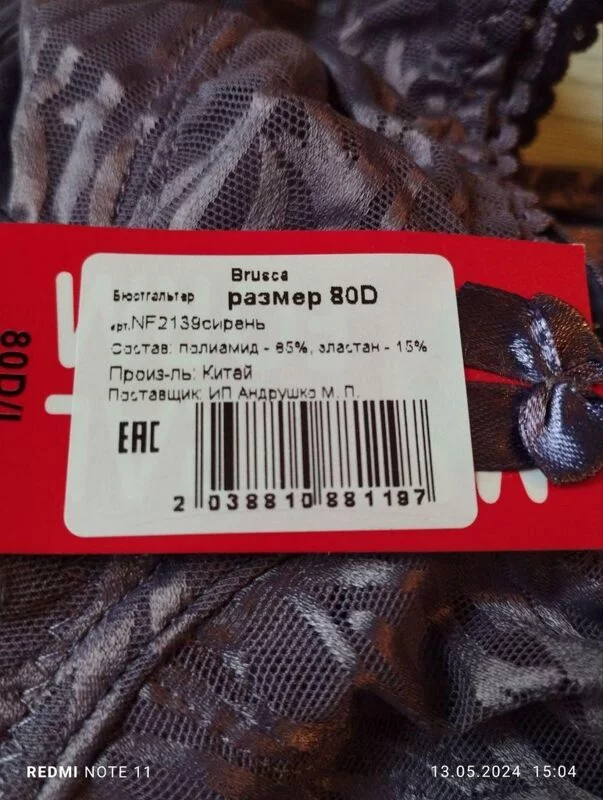 Brusca
Бюстгальтер размер 80D
арт.NF2139сирень
Состав: полиамид - 85%, эластан - 15%
Произ-ль: Китай
Поставщик: ИП Андрушко М. П.
EAC
2 038810 881197
80D/
REDMI NOTE 11
13.05.2024 15:04